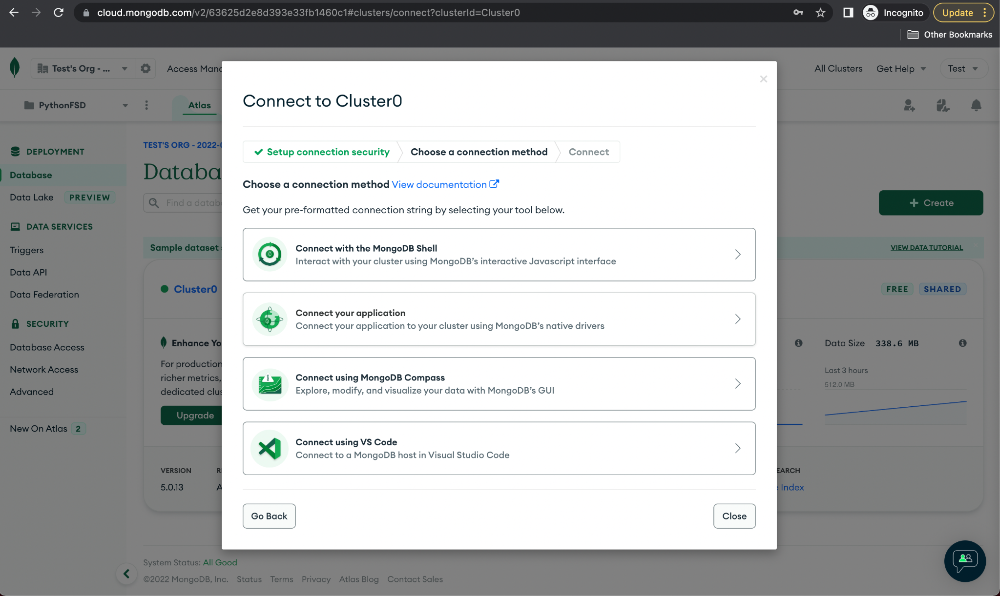 cloud.mongodb.com/v2/63625d2e8d393e33fb1460c1#clusters/connect?clusterId=Cluster0
Incognito
Update
Other Bookmarks
Test's Org - ...
Access Mana
All Clusters
Get Help
Test
PythonFSD
Atlas
DEPLOYMENT
Database
Data Lake
PREVIEW
DATA SERVICES
Triggers
Data API
Data Federation
SECURITY
Database Access
Network Access
Advanced
New On Atlas
2
TEST'S ORG - 2022-
Databa
Find a databa
Create
Sample dataset
VIEW DATA TUTORIAL
Cluster0
FREE
SHARED
Enhance Yo
For production
richer metrics,
dedicated clus
Upgrade
Data Size 338.6 MB
Last 3 hours
512.0 MB
VERSION
5.0.13
EARCH
Index
Connect to Cluster0
Setup connection security
Choose a connection method
Connect
Choose a connection method View documentation
Get your pre-formatted connection string by selecting your tool below.
Connect with the MongoDB Shell
Interact with your cluster using MongoDB's interactive Javascript interface
Connect your application
Connect your application to your cluster using MongoDB's native drivers
Connect using MongoDB Compass
Explore, modify, and visualize your data with MongoDB's GUI
Connect using VS Code
Connect to a MongoDB host in Visual Studio Code
Go Back
Close
System Status: All Good
©2022 MongoDB, Inc. Status Terms Privacy Atlas Blog Contact Sales